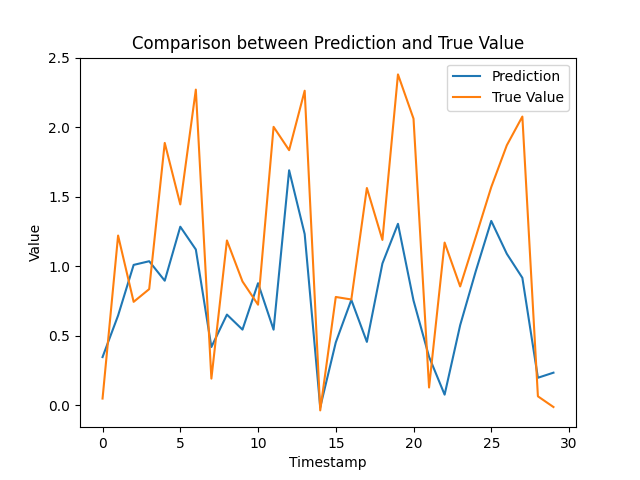 Comparison between Prediction and True Value
2.5
2.0
1.5
1.0
0.5
0.0
Value
Prediction
True Value
0 5 10 15 20 25 30
Timestamp